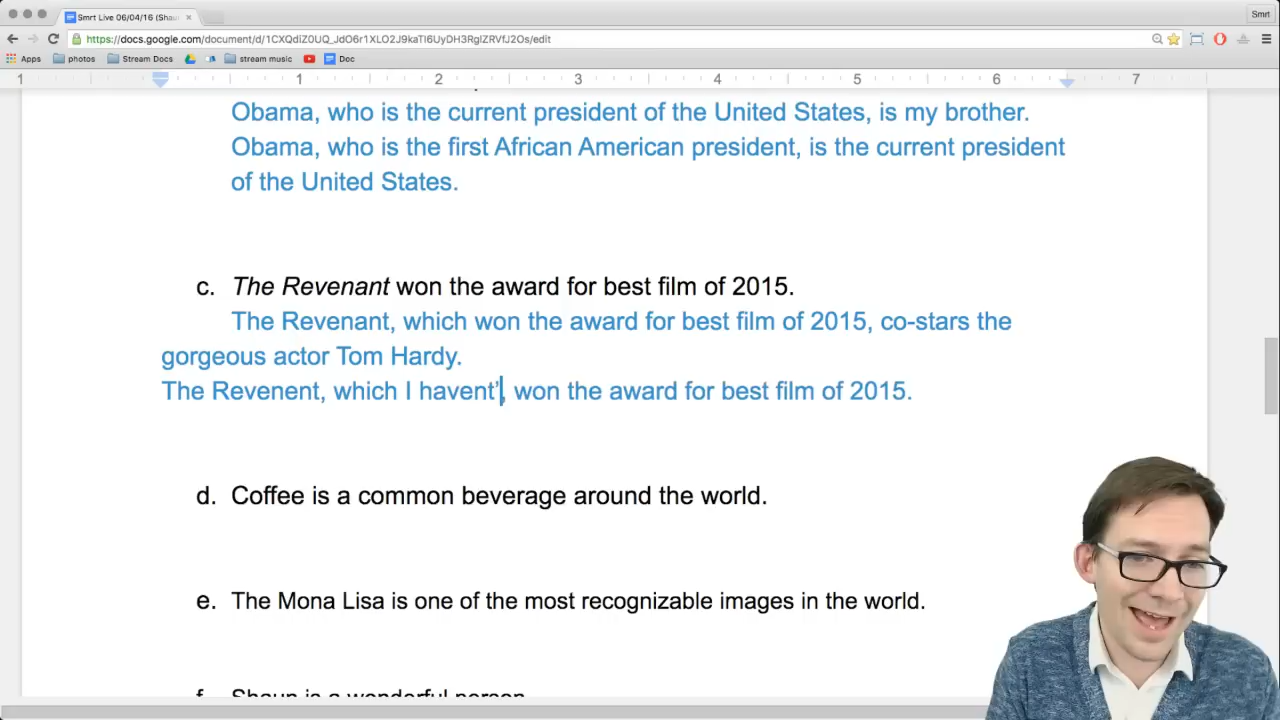 Smrt Live 06/04/16 (Shau
Smrt
https://docs.google.com/document/d/1CXQdiZ0UQ_JdO6r1XLO2J9kaTl6UyDH3RglZRVfJ2Os/edit
Apps photos Stream Docs stream music Doc
1 1 2 3 4 5 6 7
Obama, who is the current president of the United States, is my brother.
Obama, who is the first African American president, is the current president
of the United States.
c. The Revenant won the award for best film of 2015.
The Revenant, which won the award for best film of 2015, co-stars the
gorgeous actor Tom Hardy.
The Revenent, which I havent', won the award for best film of 2015.
d. Coffee is a common beverage around the world.
e. The Mona Lisa is one of the most recognizable images in the world.
f. Shaun is a wonderful person.